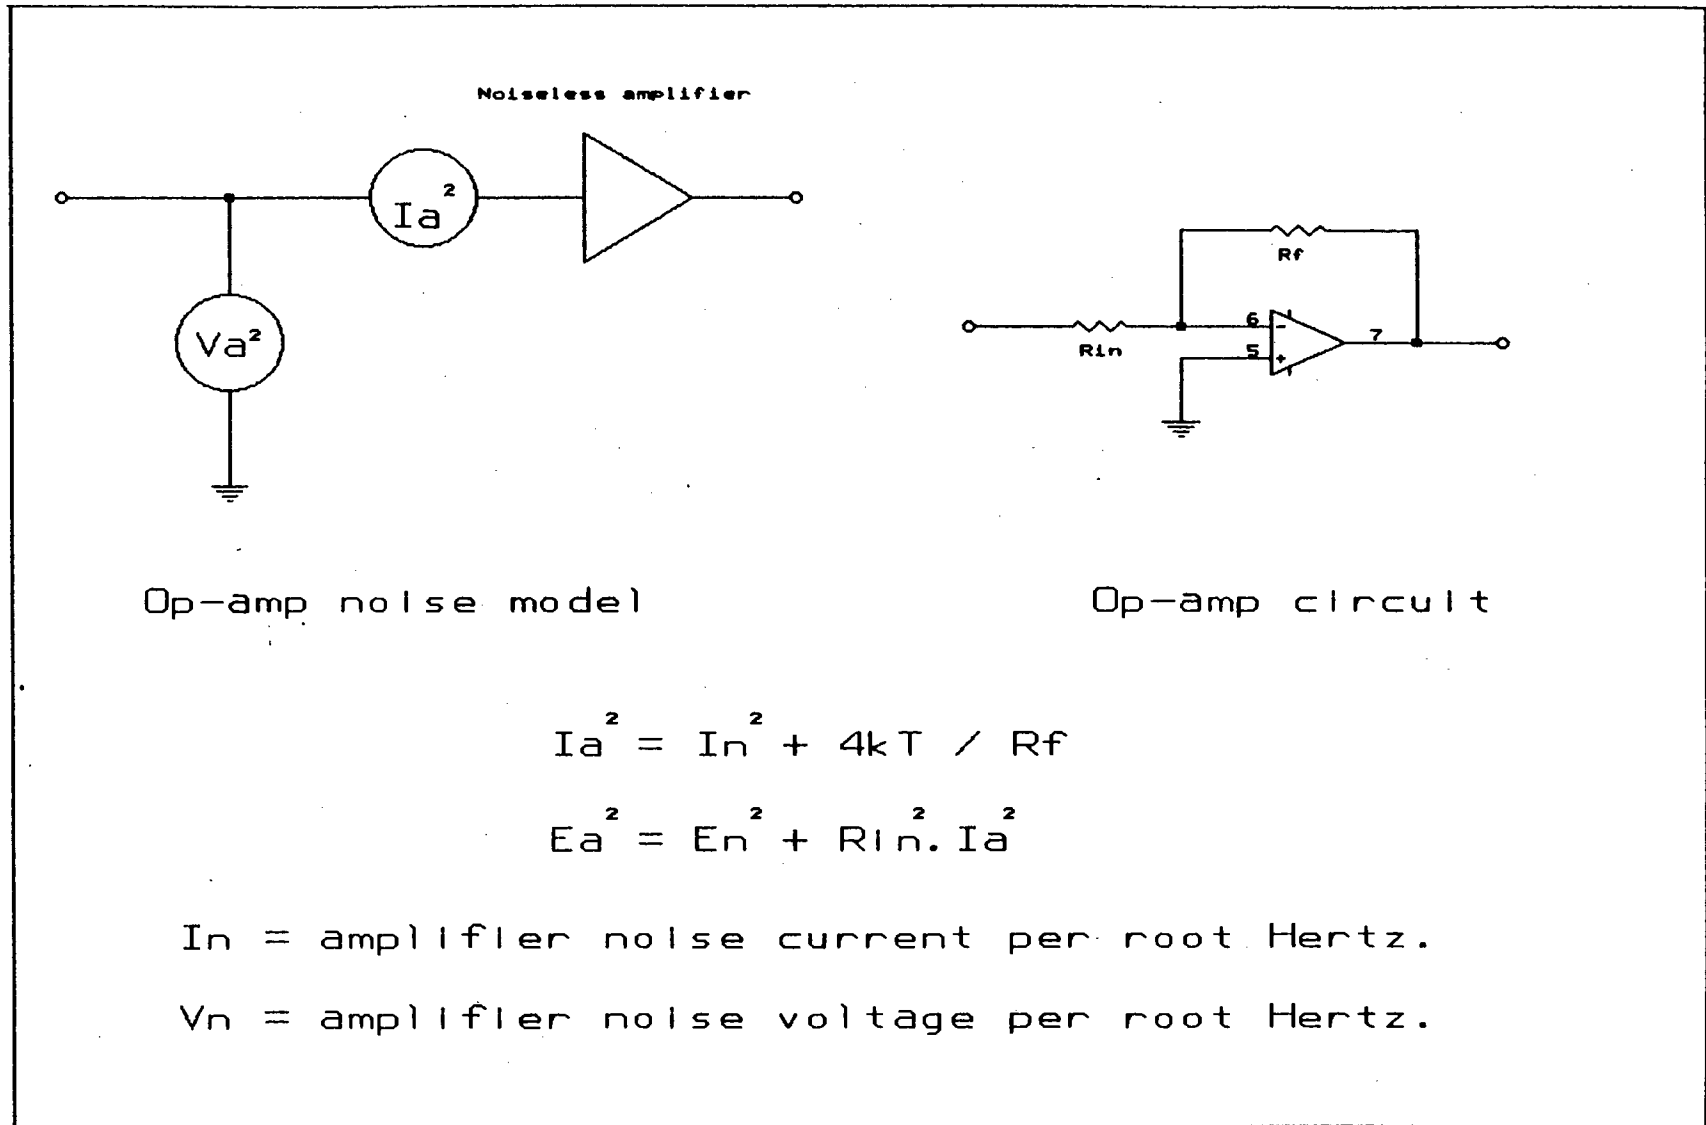 Noiseless amplifier
Ia²
Va²
Rf
Rin
6
5
7
-
+
Op-amp noise model
Op-amp circuit
Ia² = In² + 4kT / Rf
Ea² = En² + Rin². Ia²
In = amplifier noise current per root Hertz.
Vn = amplifier noise voltage per root Hertz.